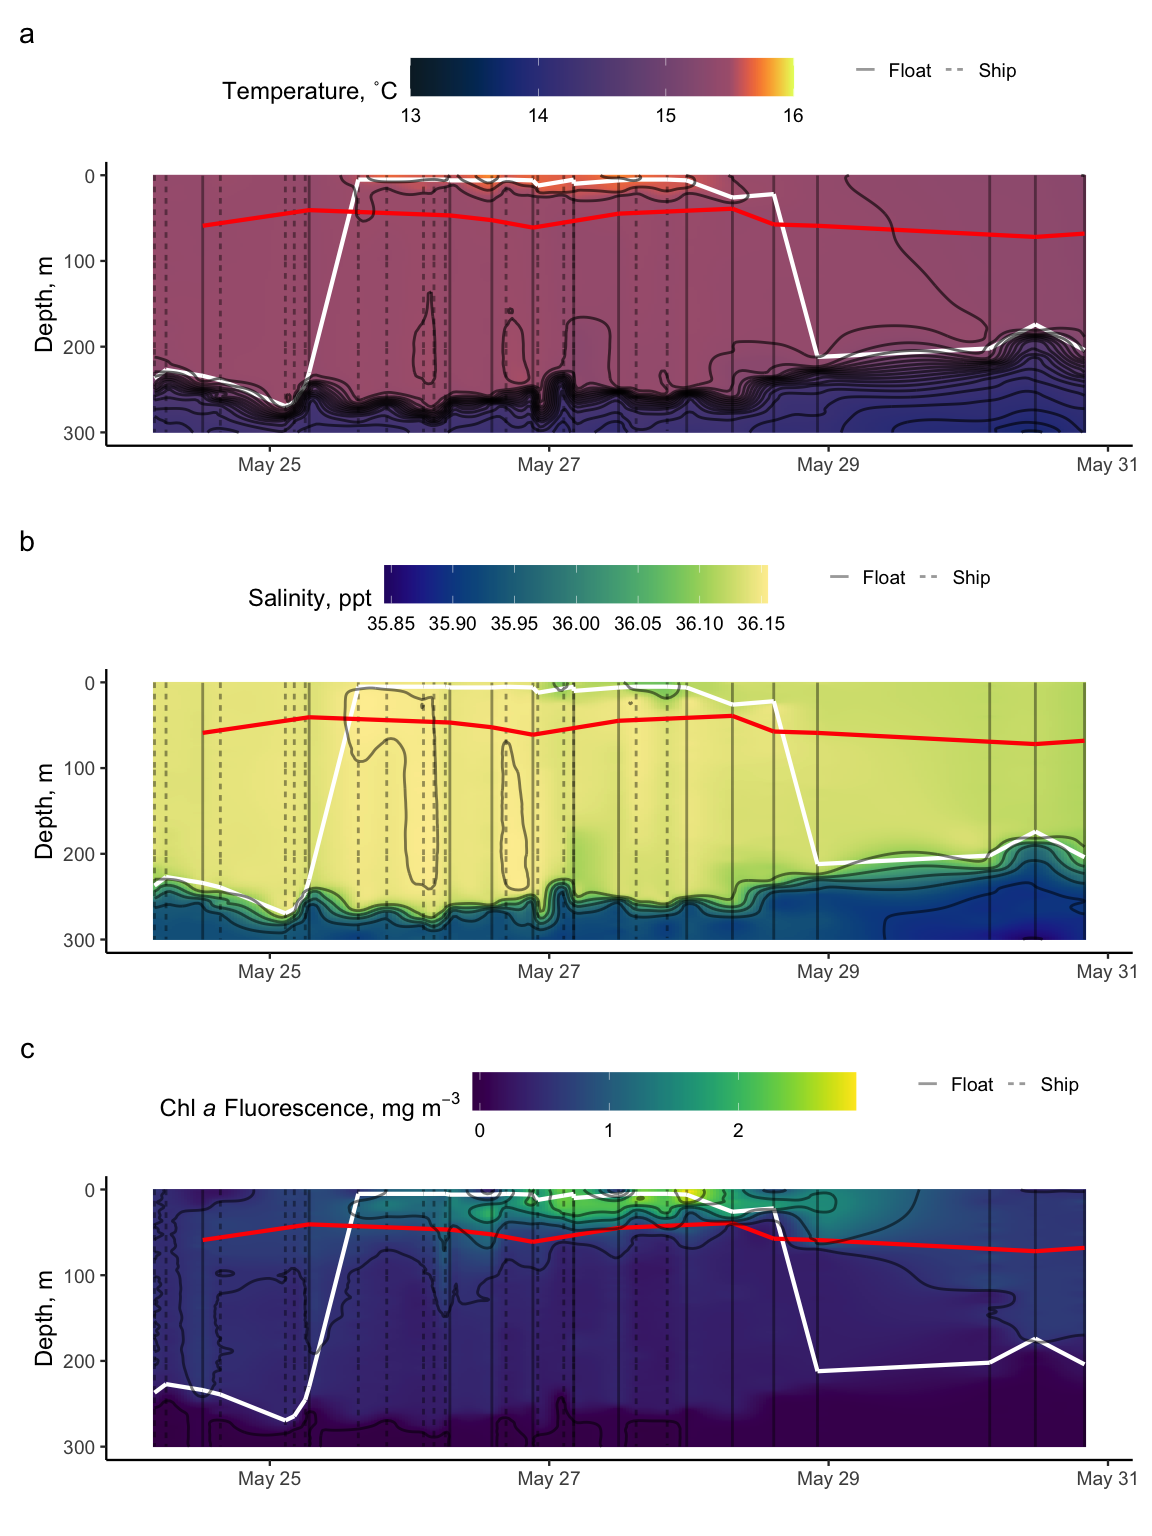 a
Temperature, ˚C
13 14 15 16
Float Ship
0
100
200
300
Depth, m
May 25 May 27 May 29 May 31
b
Salinity, ppt
35.85 35.90 35.95 36.00 36.05 36.10 36.15
Float Ship
0
100
200
300
Depth, m
May 25 May 27 May 29 May 31
c
Chl a Fluorescence, mg m⁻³
0 1 2
Float Ship
0
100
200
300
Depth, m
May 25 May 27 May 29 May 31